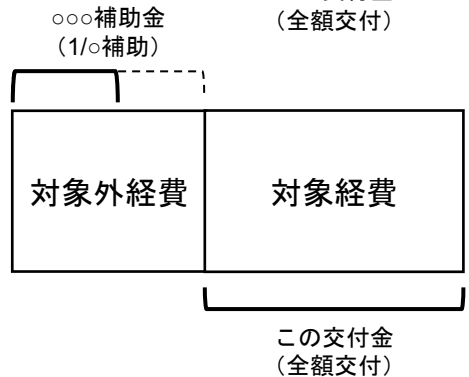 ○○○補助金
（1/○補助）
（全額交付）
対象外経費
対象経費
この交付金
（全額交付）